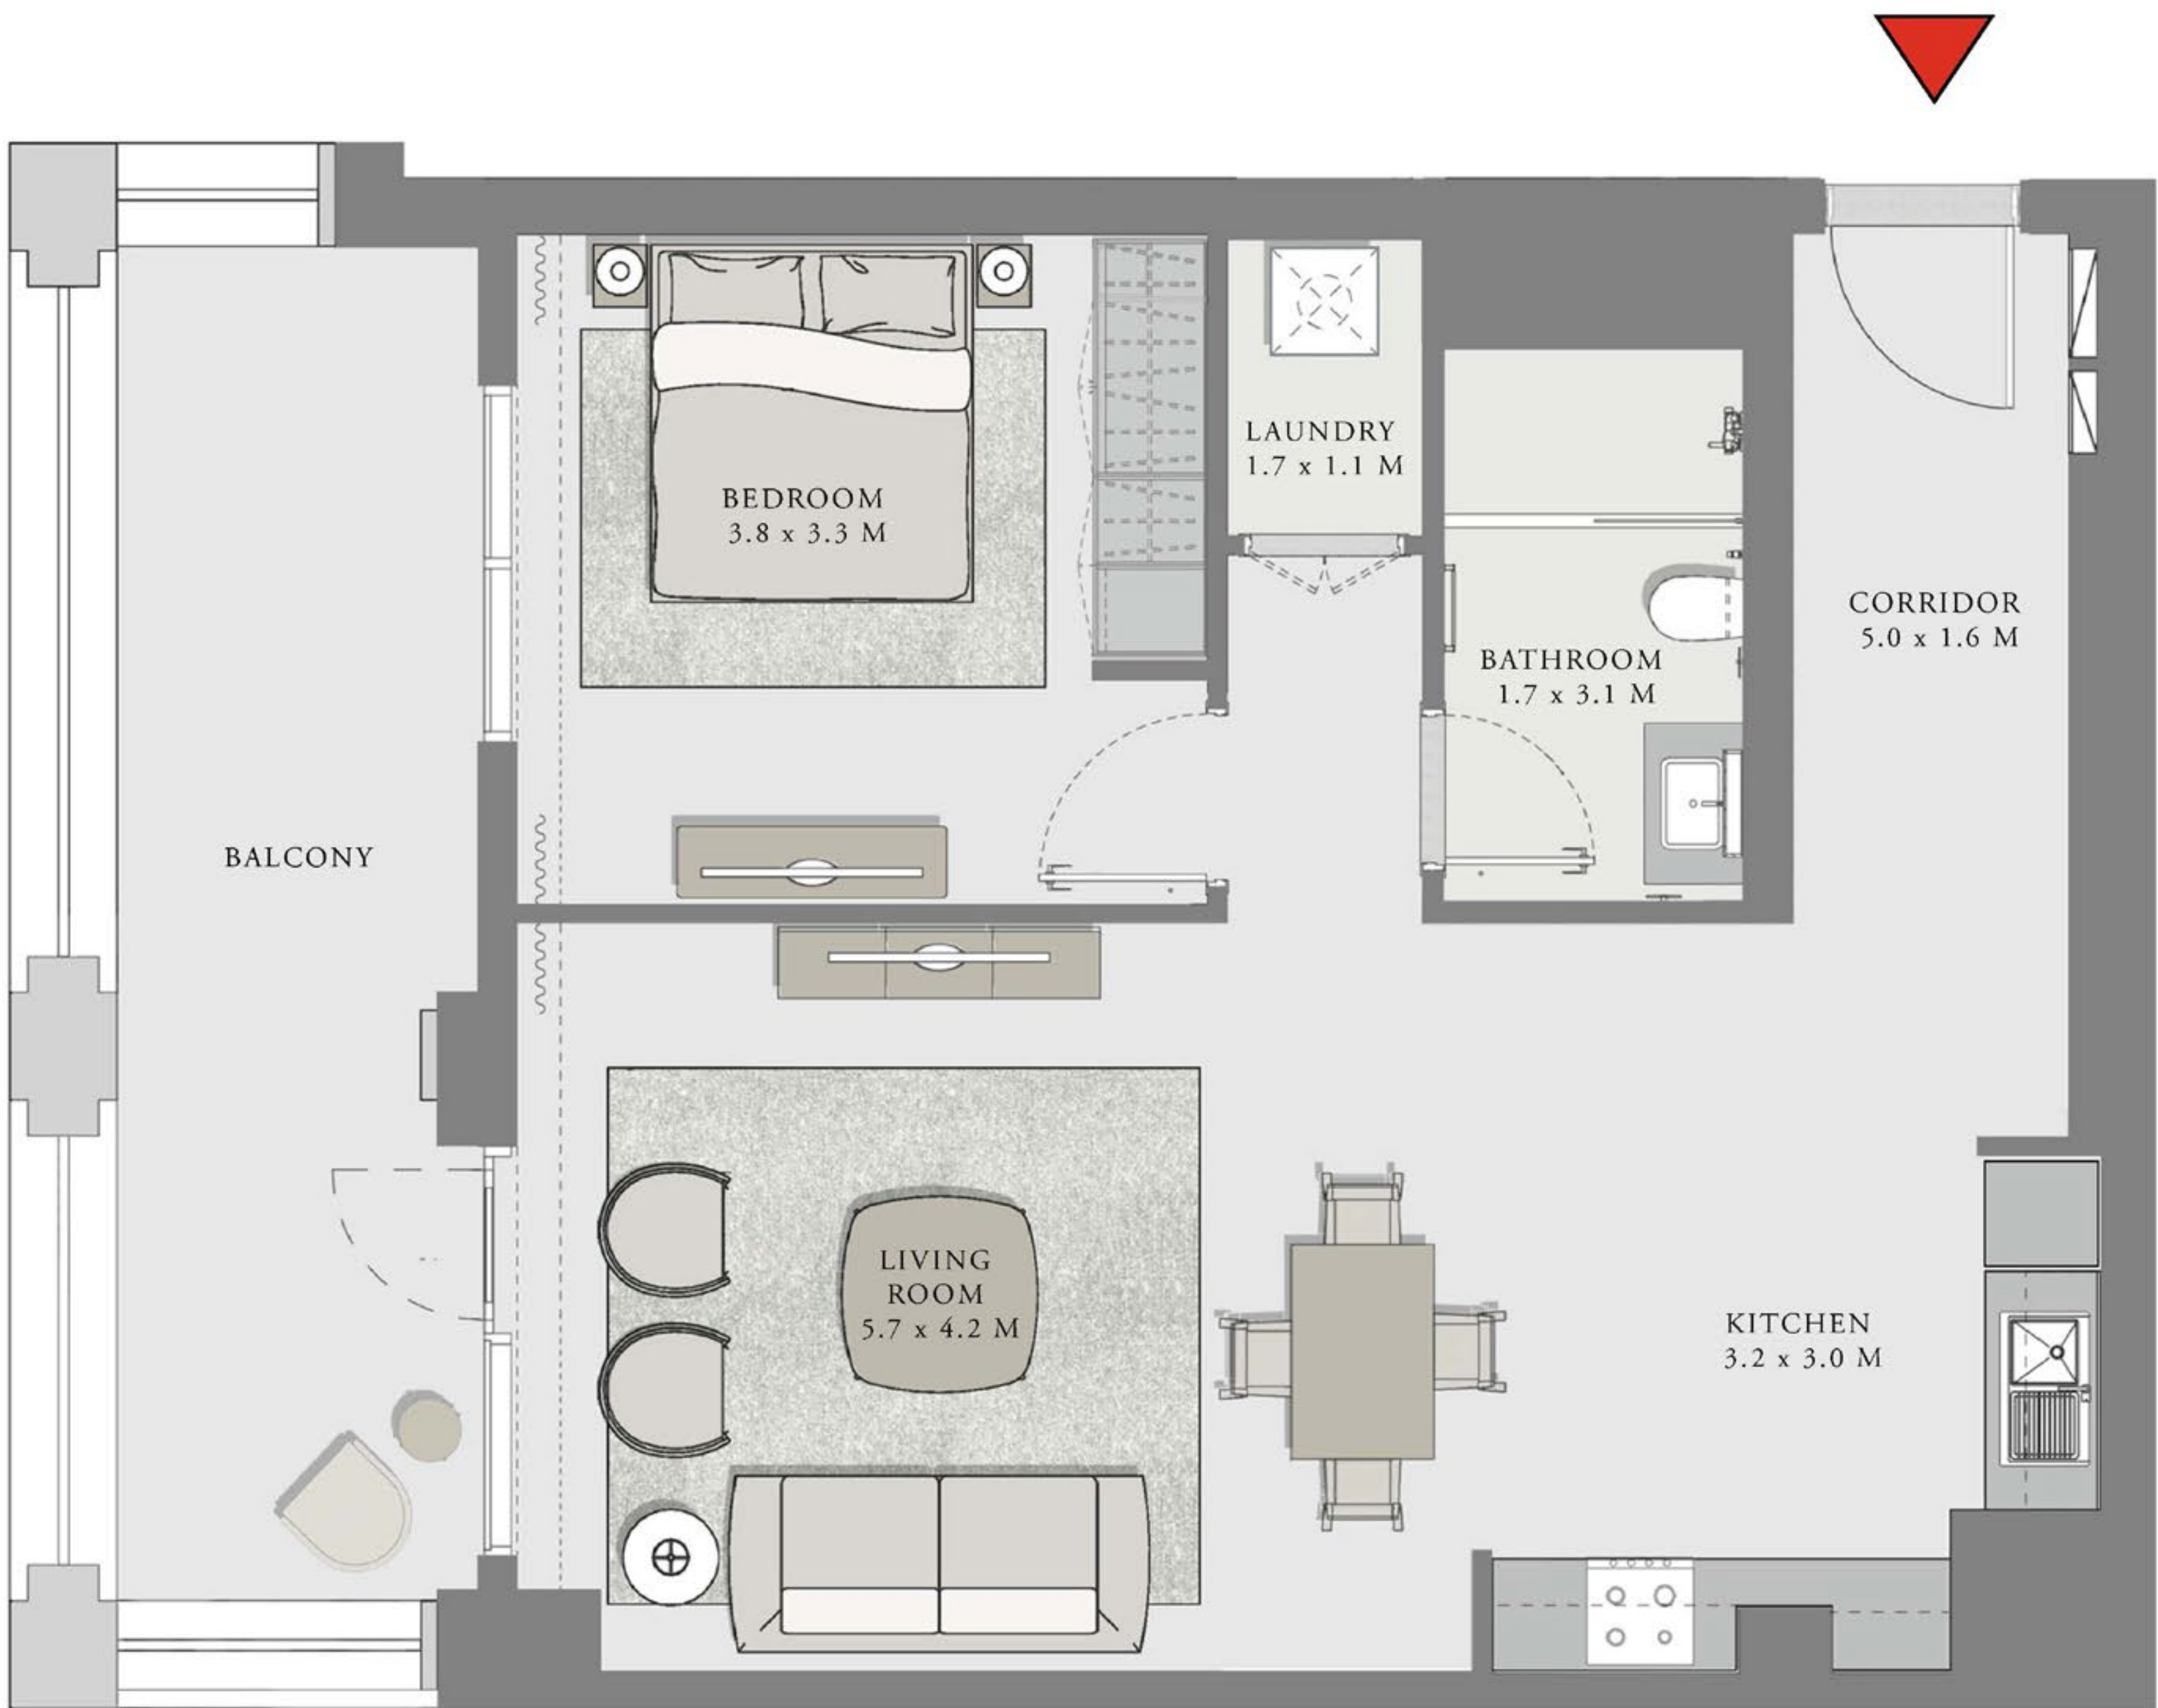 LAUNDRY
1.7 x 1.1 M
BEDROOM
3.8 x 3.3 M
CORRIDOR
5.0 x 1.6 M
BATHROOM
1.7 x 3.1 M
BALCONY
LIVING
ROOM
5.7 x 4.2 M
KITCHEN
3.2 x 3.0 M